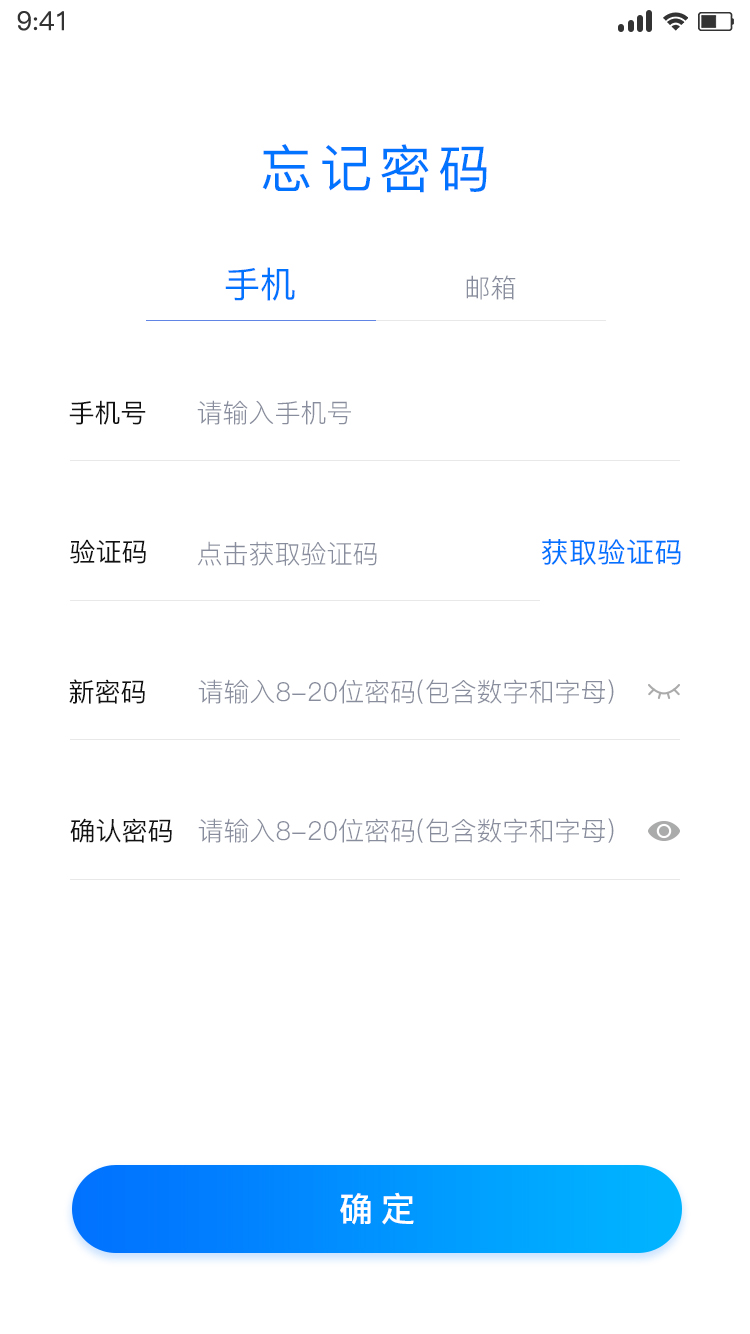 9:41
忘记密码
手机 邮箱
手机号 请输入手机号
验证码 点击获取验证码 获取验证码
新密码 请输入8-20位密码(包含数字和字母)
确认密码 请输入8-20位密码(包含数字和字母)
确定